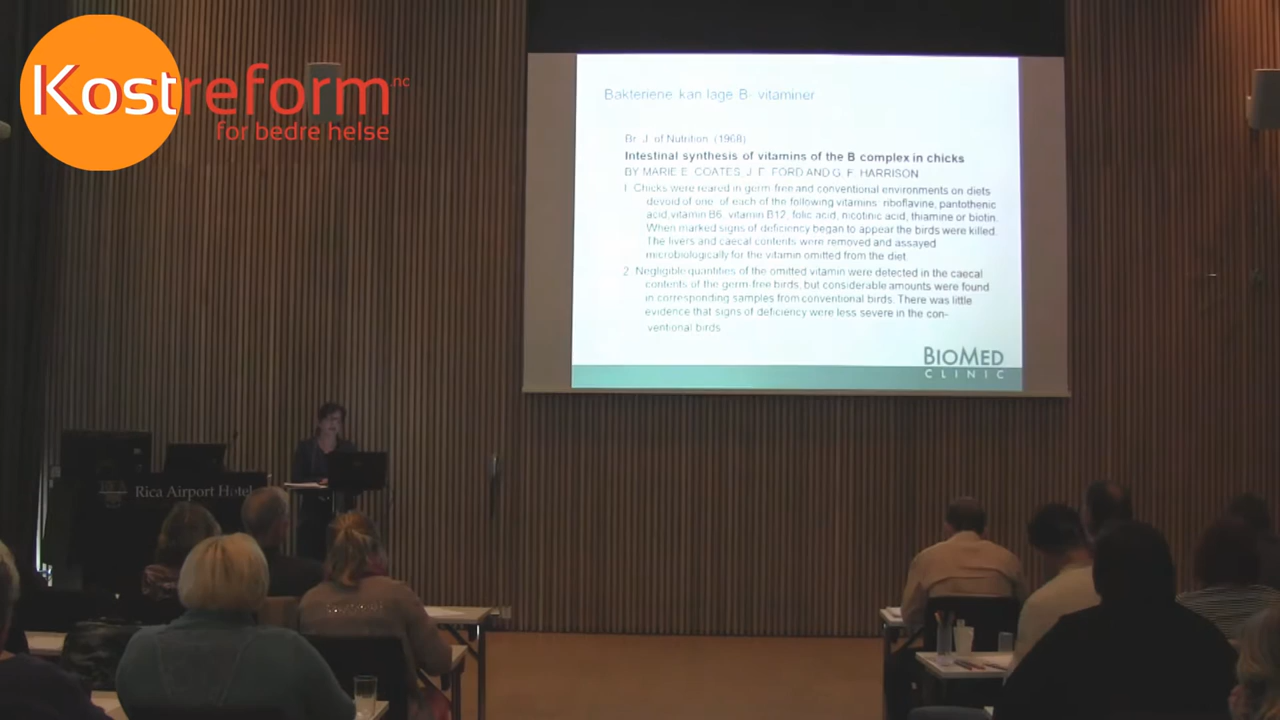 Kostreform.nc
for bedre helse
Bakteriene kan lage B- vitaminer
Br. J. of Nutrition (1968)
Intestinal synthesis of vitamins of the B complex in chicks
BY MARIE E. COATES, J. E. FORD AND G. F. HARRISON
1 Chicks were reared in germ-free and conventional environments on diets
devoid of one of each of the following vitamins: riboflavine, pantothenic
acid, vitamin B6, vitamin B12, folic acid, nicotinic acid, thiamine or biotin.
When marked signs of deficiency began to appear the birds were killed.
The livers and caecal contents were removed and assayed
microbiologically for the vitamin omitted from the diet
2 Negligible quantities of the omitted vitamin were detected in the caecal
contents of the germ-free birds, but considerable amounts were found
in corresponding samples from conventional birds. There was little
evidence that signs of deficiency were less severe in the con-
ventional birds
BIOMED
CLINIC
RICA
Rica Airport Hotel